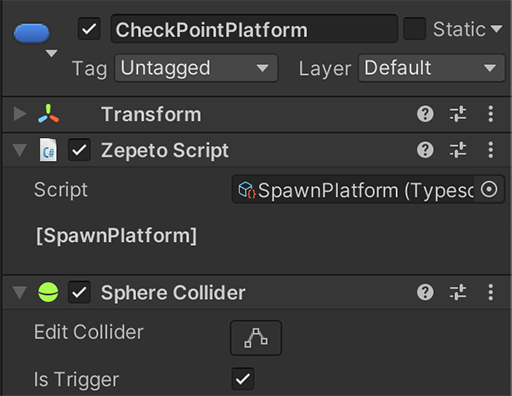 CheckPointPlatform Static
Tag Untagged Layer Default
Transform
C#
Zepeto Script
Script SpawnPlatform (Typesc
[SpawnPlatform]
Sphere Collider
Edit Collider
Is Trigger